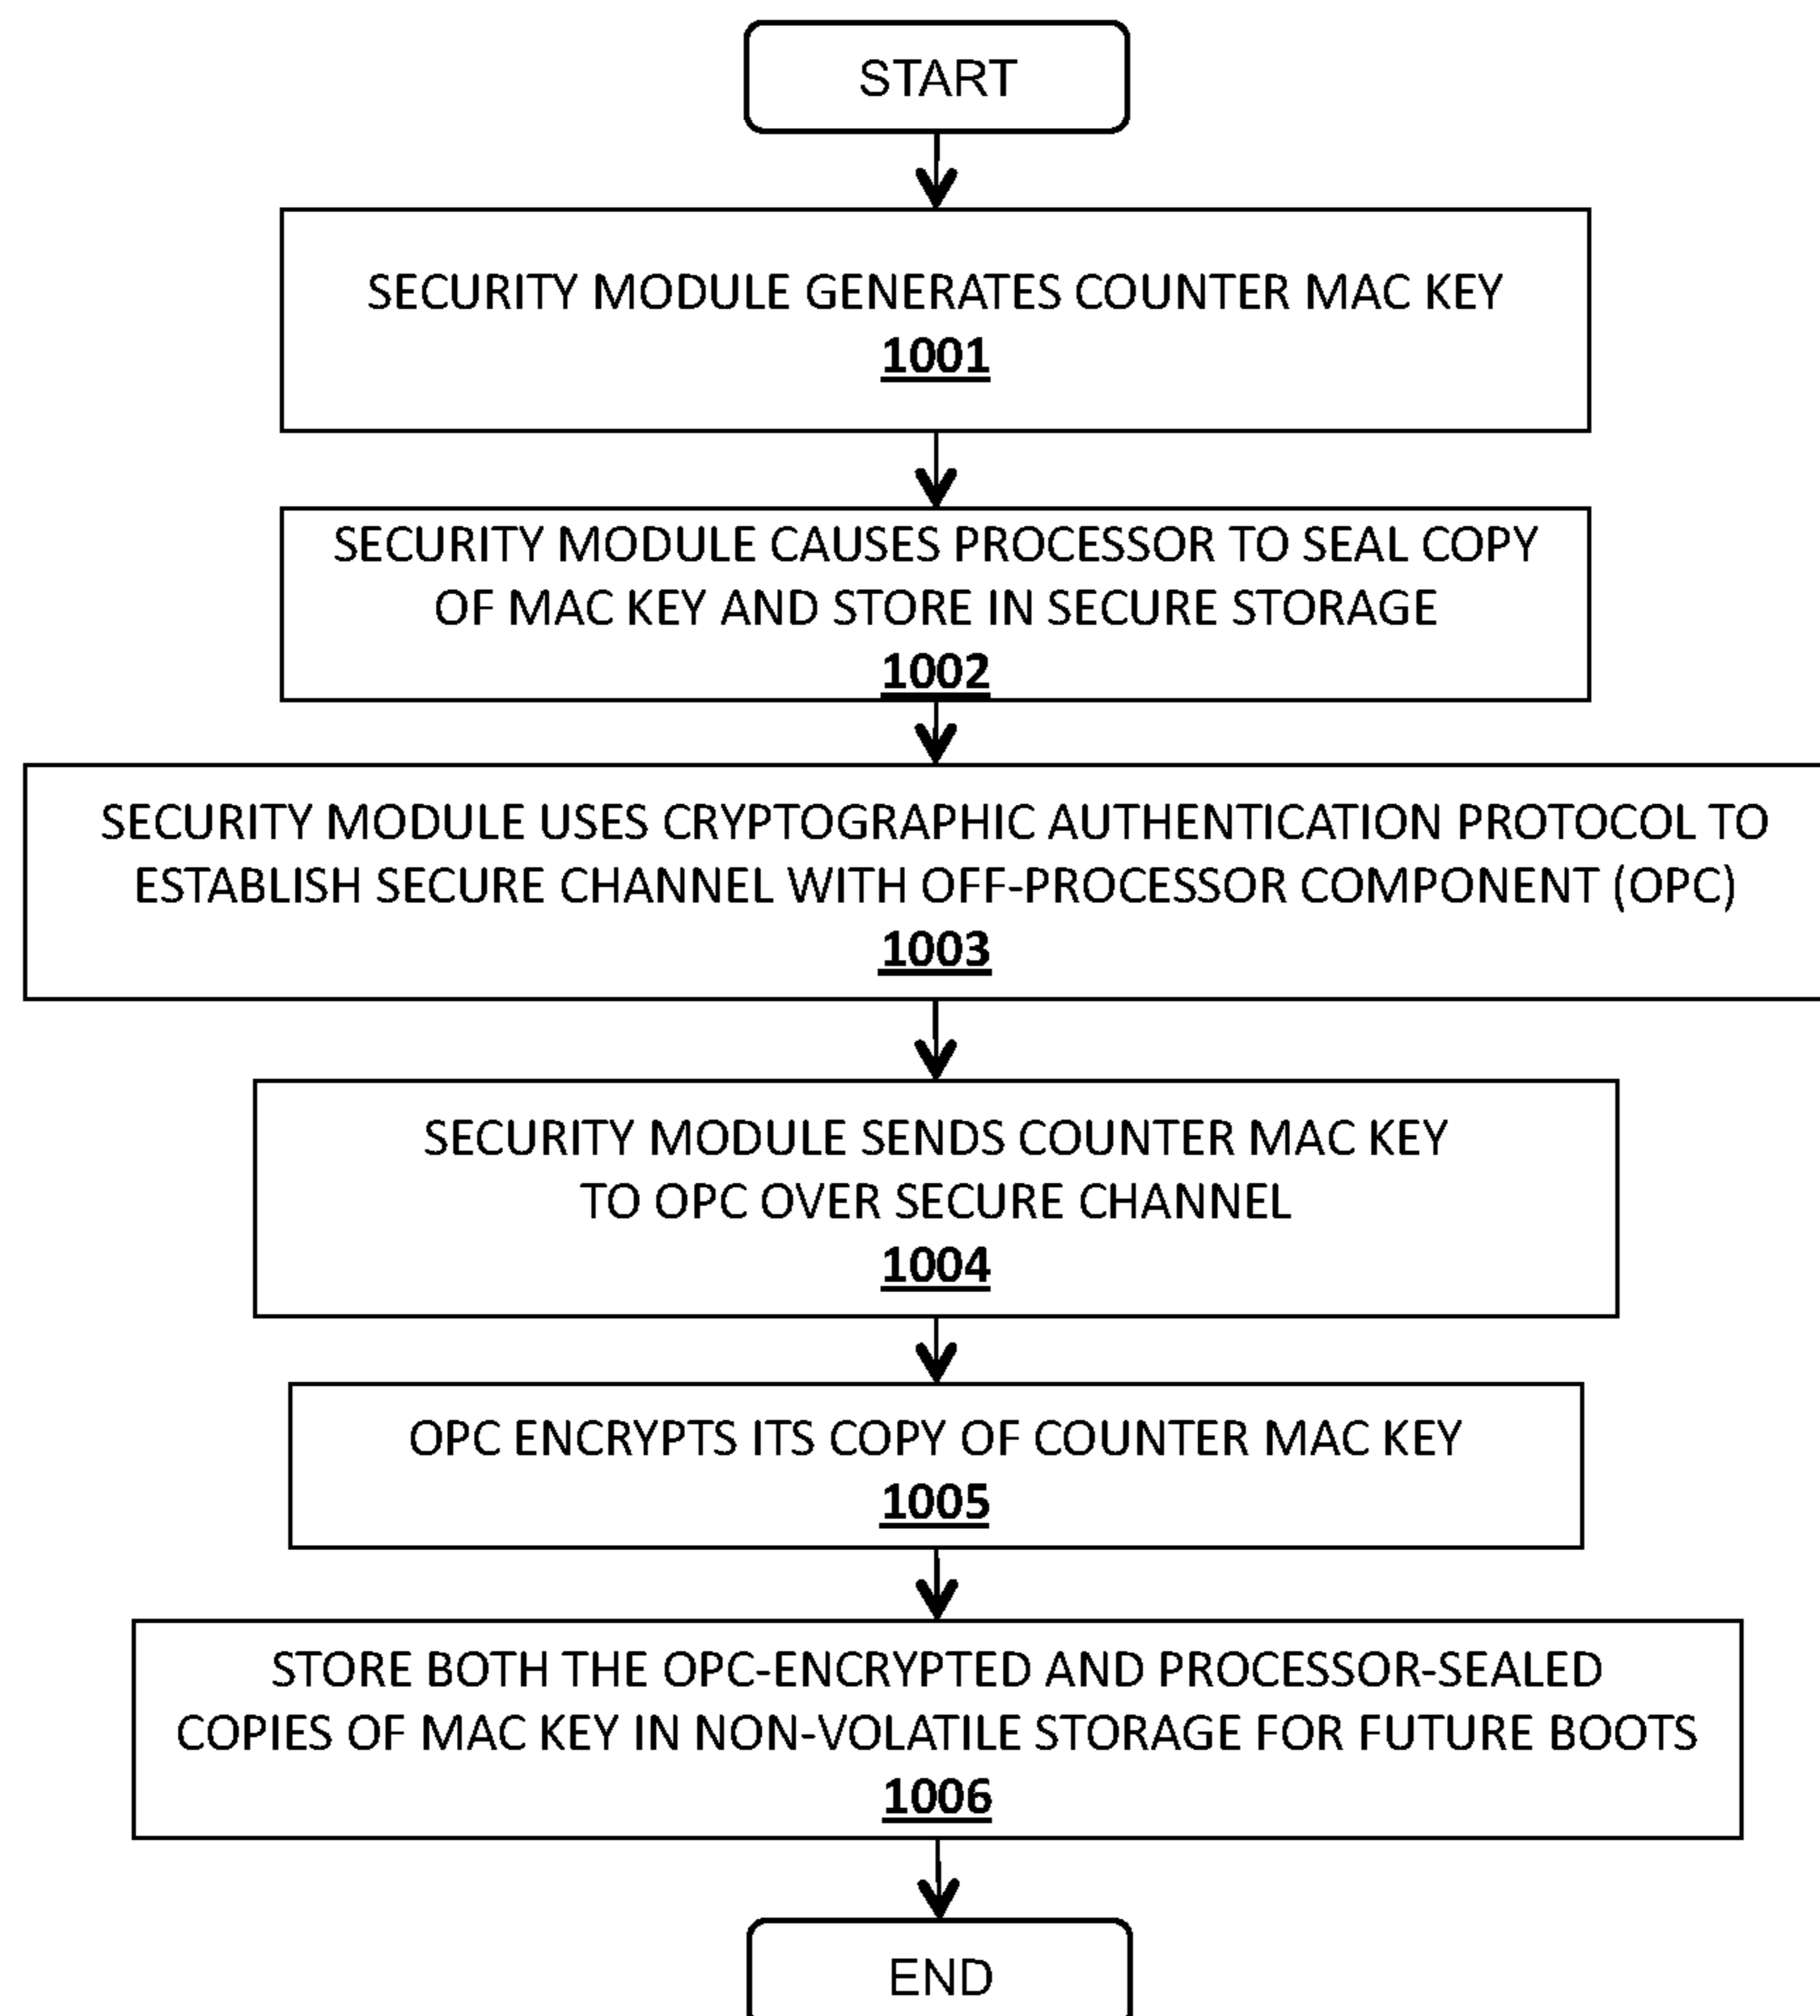 START
SECURITY MODULE GENERATES COUNTER MAC KEY
1001
SECURITY MODULE CAUSES PROCESSOR TO SEAL COPY
OF MAC KEY AND STORE IN SECURE STORAGE
1002
SECURITY MODULE USES CRYPTOGRAPHIC AUTHENTICATION PROTOCOL TO
ESTABLISH SECURE CHANNEL WITH OFF-PROCESSOR COMPONENT (OPC)
1003
SECURITY MODULE SENDS COUNTER MAC KEY
TO OPC OVER SECURE CHANNEL
1004
OPC ENCRYPTS ITS COPY OF COUNTER MAC KEY
1005
STORE BOTH THE OPC-ENCRYPTED AND PROCESSOR-SEALED
COPIES OF MAC KEY IN NON-VOLATILE STORAGE FOR FUTURE BOOTS
1006
END